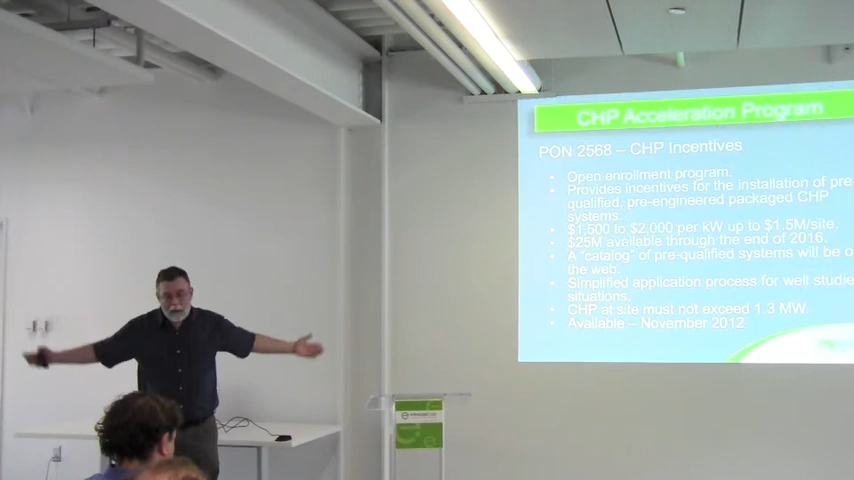 CHP Acceleration Program
PON 2568 – CHP Incentives
• Open enrollment program.
• Provides incentives for the installation of pre
qualified, pre-engineered packaged CHP
systems.
• $1,500 to $2,000 per kW up to $1.5M/site.
• $25M available through the end of 2016.
• A "catalog" of pre-qualified systems will be o
the web.
• Simplified application process for well studie
situations.
• CHP at site must not exceed 1.3 MW.
• Available – November 2012.